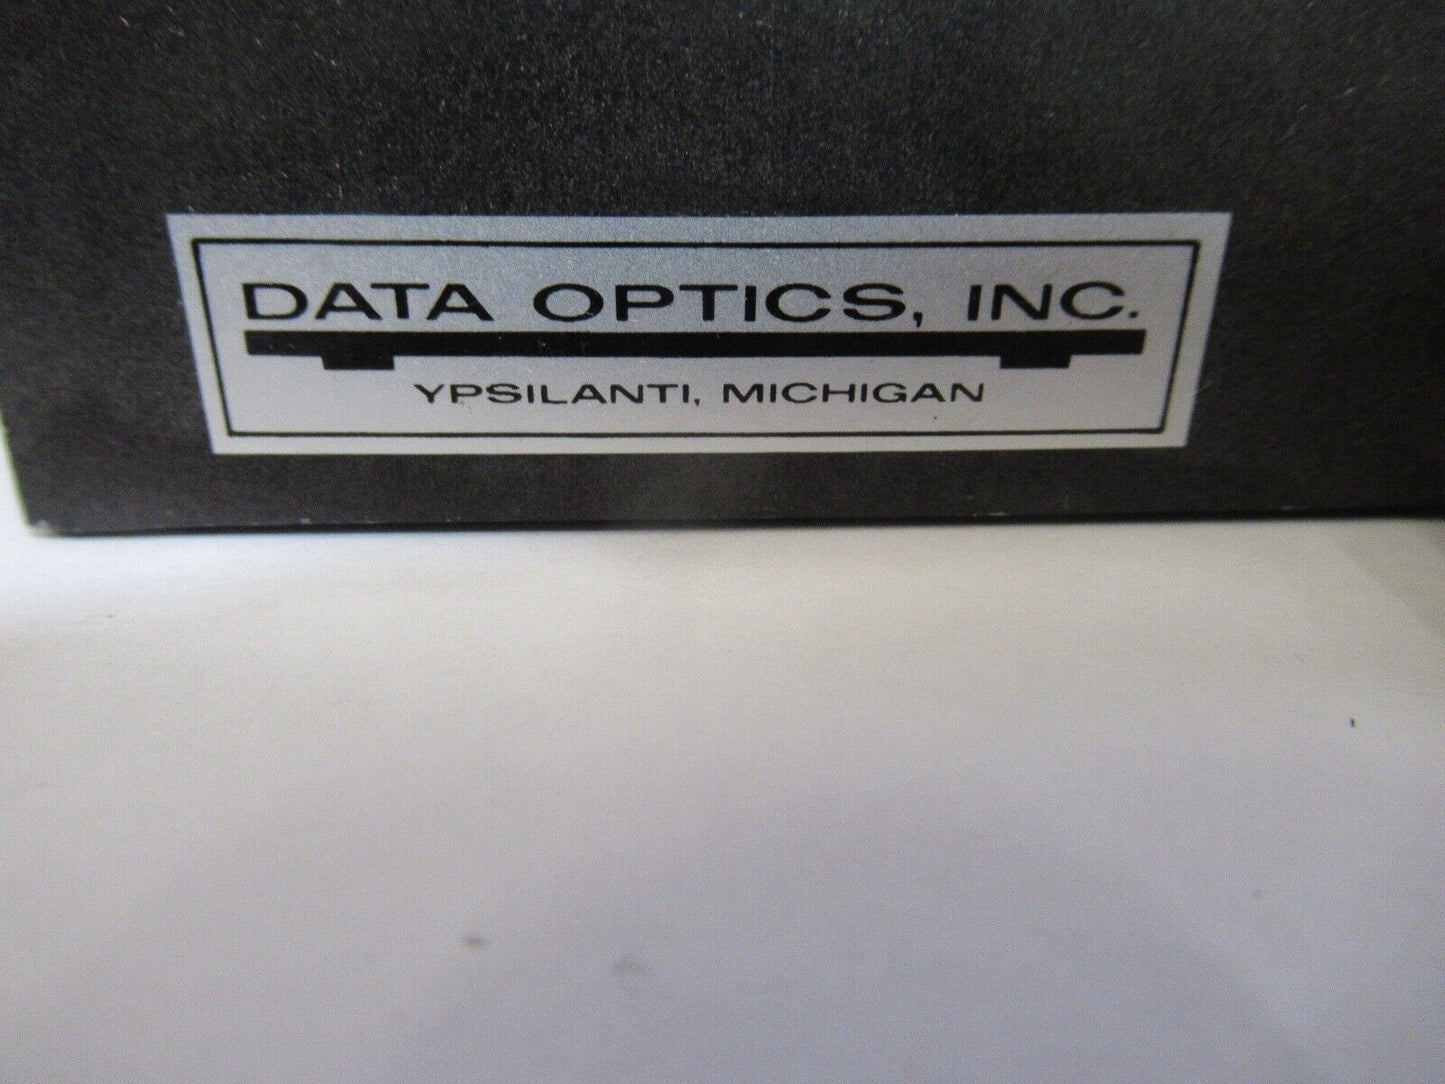 DATA OPTICS, INC.
YPSILANTI, MICHIGAN